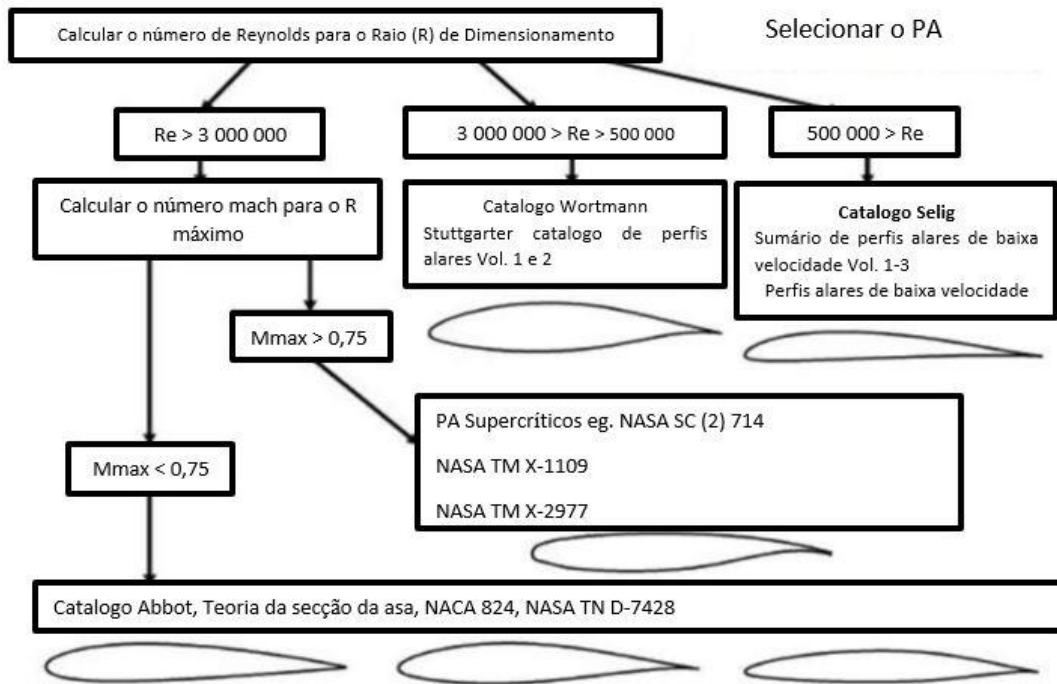 Calcular o número de Reynolds para o Raio (R) de Dimensionamento
Selecionar o PA
Re > 3 000 000
3 000 000 > Re > 500 000
500 000 > Re
Calcular o número mach para o R
máximo
Catalogo Wortmann
Stuttgarter catalogo de perfis
alares Vol. 1 e 2
Catalogo Selig
Sumário de perfis alares de baixa
velocidade Vol. 1-3
Perfis alares de baixa velocidade
Mmax > 0,75
PA Supercríticos eg. NASA SC (2) 714
NASA TM X-1109
NASA TM X-2977
Mmax < 0,75
Catalogo Abbot, Teoria da secção da asa, NACA 824, NASA TN D-7428